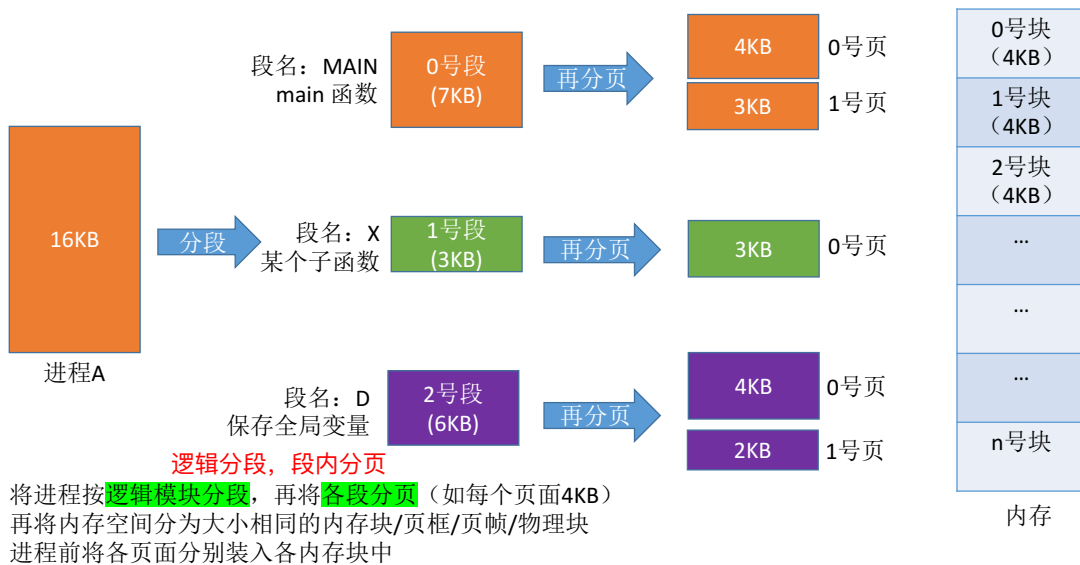 16KB
进程A
分段
段名：MAIN
main 函数
0号段
(7KB)
再分页
4KB
0号页
3KB
1号页
段名：X
某个子函数
1号段
(3KB)
再分页
3KB
0号页
段名：D
保存全局变量
2号段
(6KB)
再分页
4KB
0号页
2KB
1号页
0号块
（4KB）
1号块
（4KB）
2号块
（4KB）
...
...
...
n号块
内存
逻辑分段，段内分页
将进程按逻辑模块分段，再将各段分页（如每个页面4KB）
再将内存空间分为大小相同的内存块/页框/页帧/物理块
进程前将各页面分别装入各内存块中